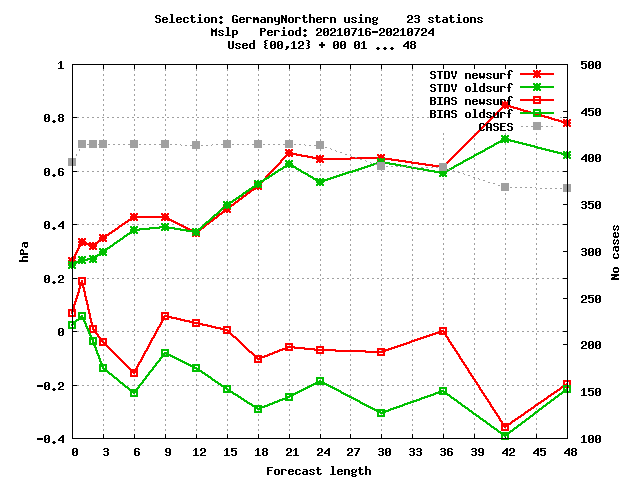 Selection: GermanyNorthern using    23 stations
Mslp   Period: 20210716-20210724
Used {00,12} + 00 01 ... 48
1
0.8
0.6
0.4
0.2
0
-0.2
-0.4
hPa
500
450
400
350
300
250
200
150
100
No cases
STDV newsurf
STDV oldsurf
BIAS newsurf
BIAS oldsurf
CASES
0 3 6 9 12 15 18 21 24 27 30 33 36 39 42 45 48
Forecast length